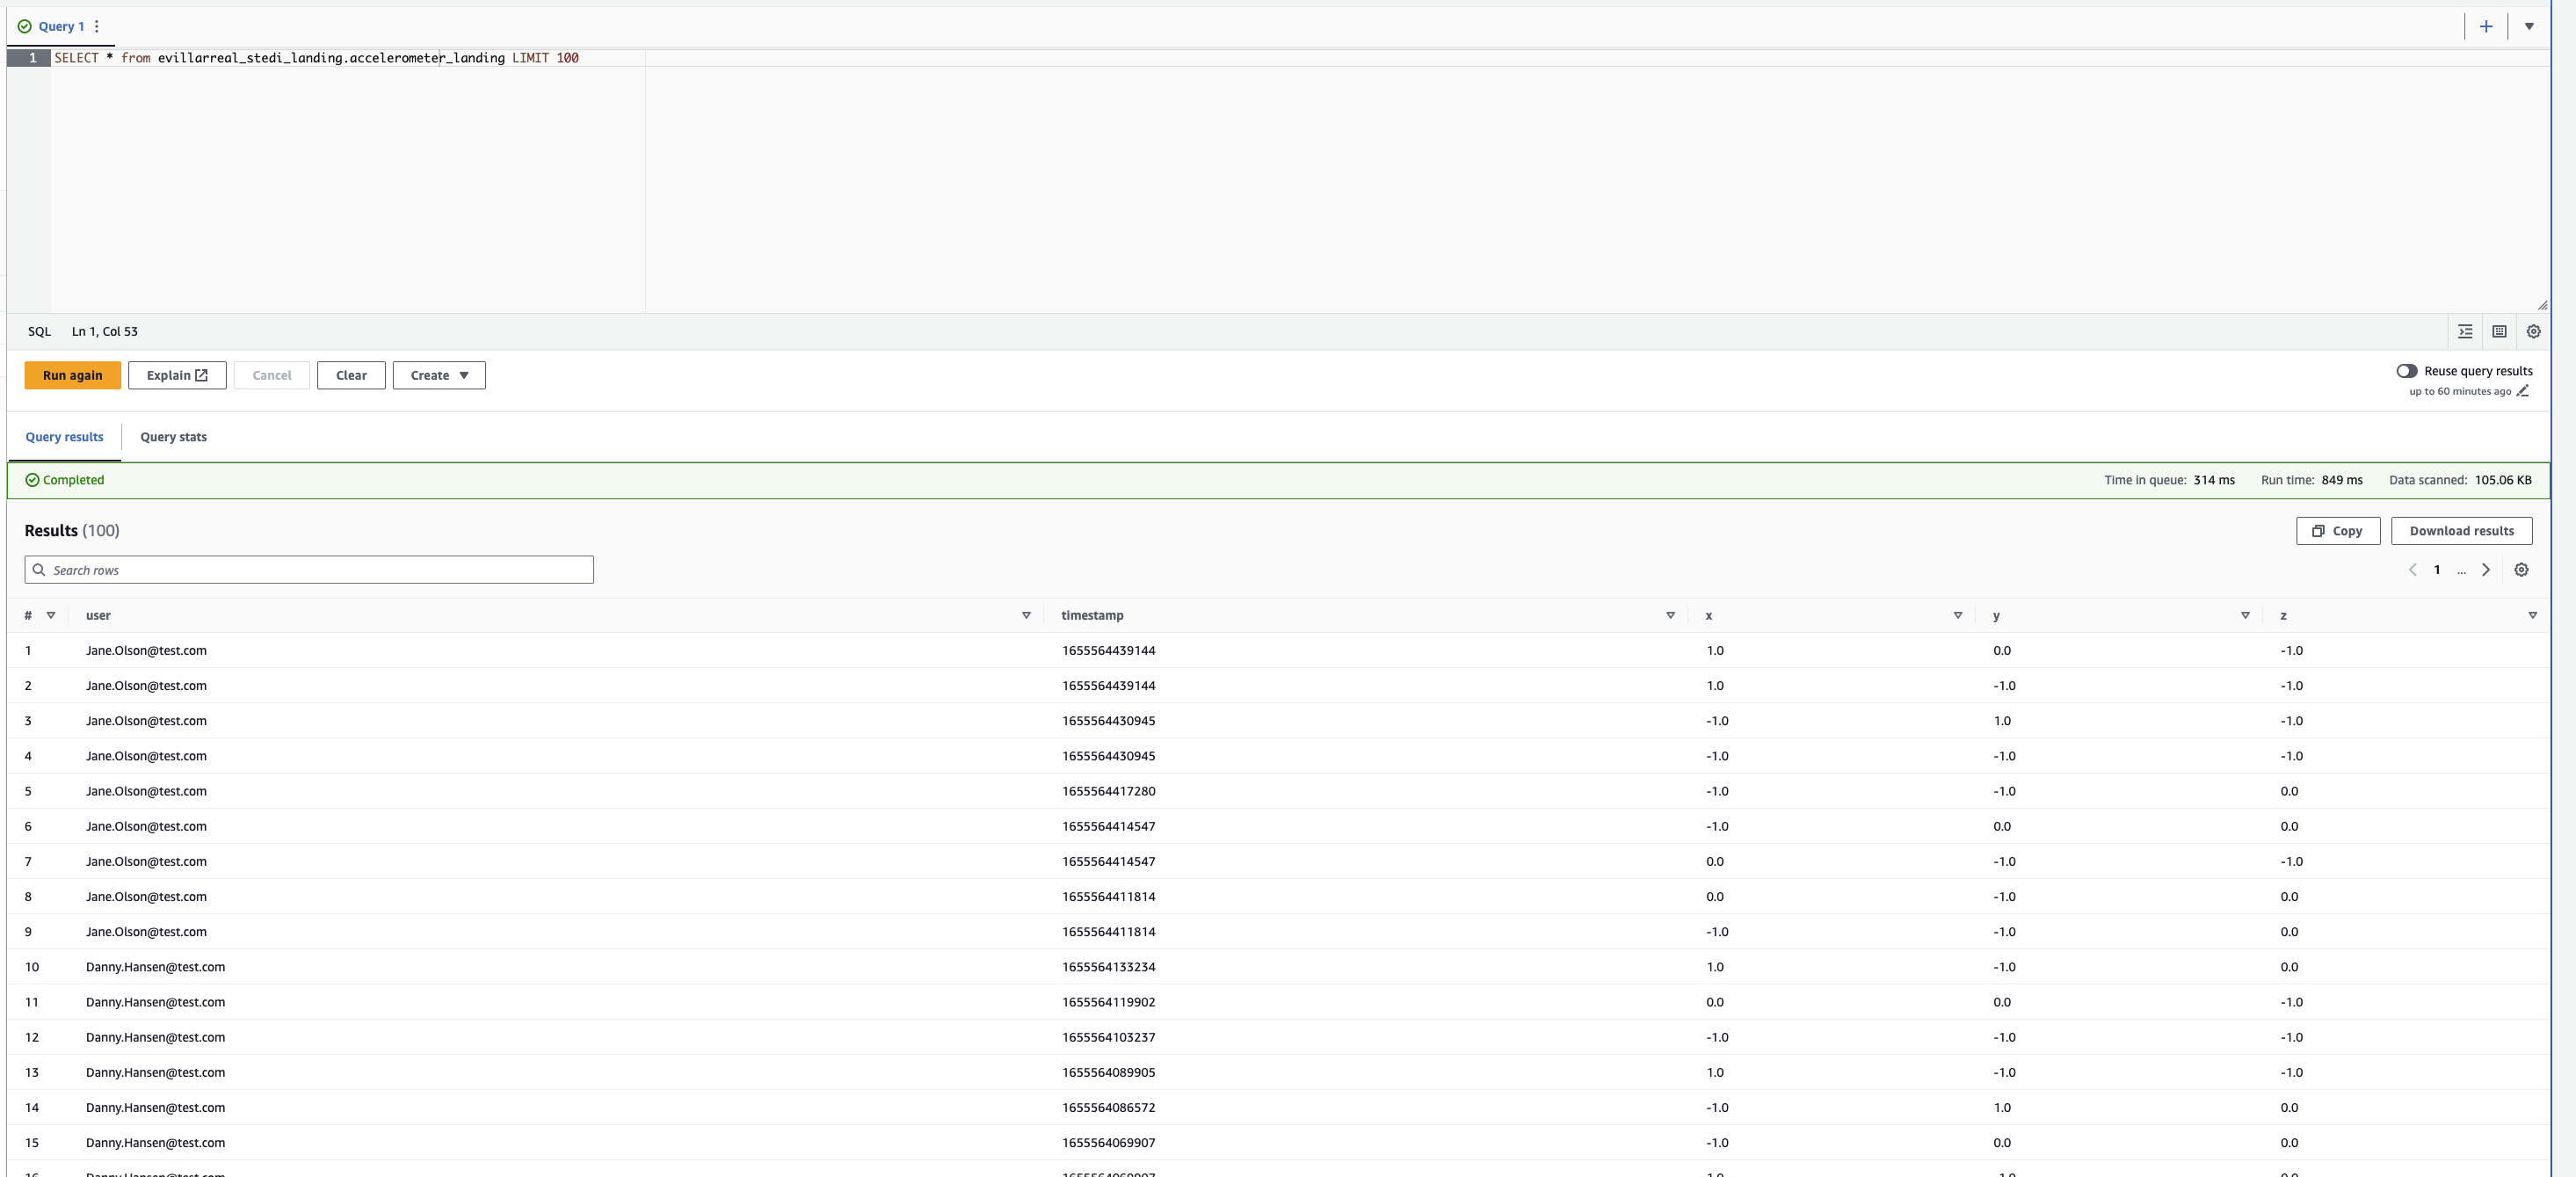 Query 1
1 SELECT * from evillarreal_stedi_landing.accelerometer_landing LIMIT 100
SQL Ln 1, Col 53
Run again Explain Cancel Clear Create Reuse query results
up to 60 minutes ago
Query results Query stats
Completed Time in queue: 314 ms Run time: 849 ms Data scanned: 105.06 KB
Results (100) Copy Download results
Search rows 1 ...
# user timestamp x y z
1 Jane.Olson@test.com 1655564439144 1.0 0.0 -1.0
2 Jane.Olson@test.com 1655564439144 1.0 -1.0 -1.0
3 Jane.Olson@test.com 1655564430945 -1.0 1.0 -1.0
4 Jane.Olson@test.com 1655564430945 -1.0 -1.0 -1.0
5 Jane.Olson@test.com 1655564417280 -1.0 -1.0 0.0
6 Jane.Olson@test.com 1655564414547 -1.0 0.0 0.0
7 Jane.Olson@test.com 1655564414547 0.0 -1.0 -1.0
8 Jane.Olson@test.com 1655564411814 0.0 -1.0 0.0
9 Jane.Olson@test.com 1655564411814 -1.0 -1.0 0.0
10 Danny.Hansen@test.com 1655564133234 1.0 -1.0 0.0
11 Danny.Hansen@test.com 1655564119902 0.0 0.0 -1.0
12 Danny.Hansen@test.com 1655564103237 -1.0 -1.0 -1.0
13 Danny.Hansen@test.com 1655564089905 1.0 -1.0 -1.0
14 Danny.Hansen@test.com 1655564086572 -1.0 1.0 0.0
15 Danny.Hansen@test.com 1655564069907 -1.0 0.0 0.0